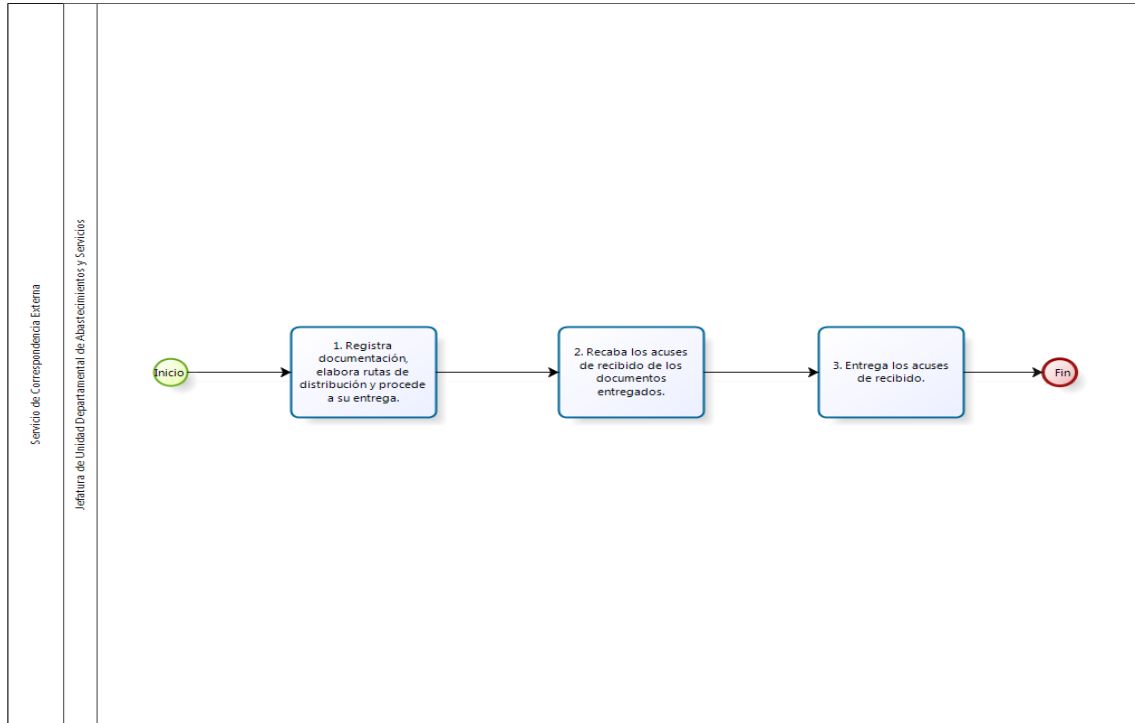 Servicio de Correspondencia Externa
Jefatura de Unidad Departamental de Abastecimientos y Servicios
Inicio
1. Registra
documentación,
elabora rutas de
distribución y procede
a su entrega.
2. Recaba los acuses
de recibido de los
documentos
entregados.
3. Entrega los acuses
de recibido.
Fin